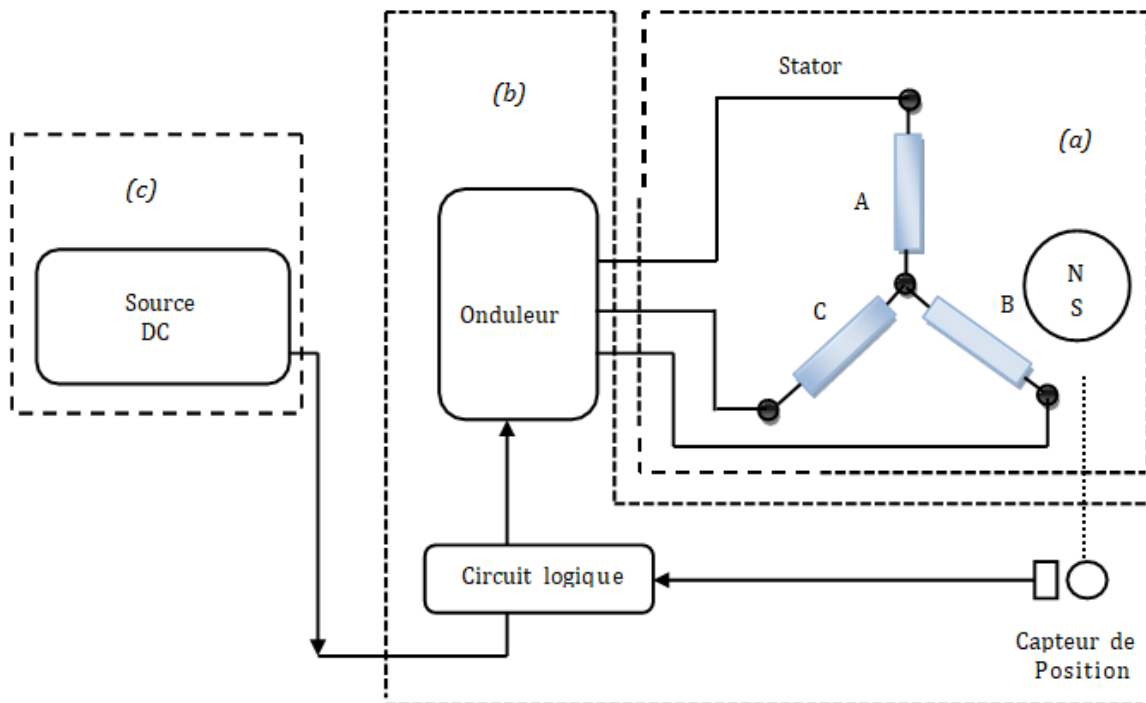 (c)
Source
DC
(b)
Onduleur
Circuit logique
Stator
(a)
A
C
B
N
S
Capteur de
Position